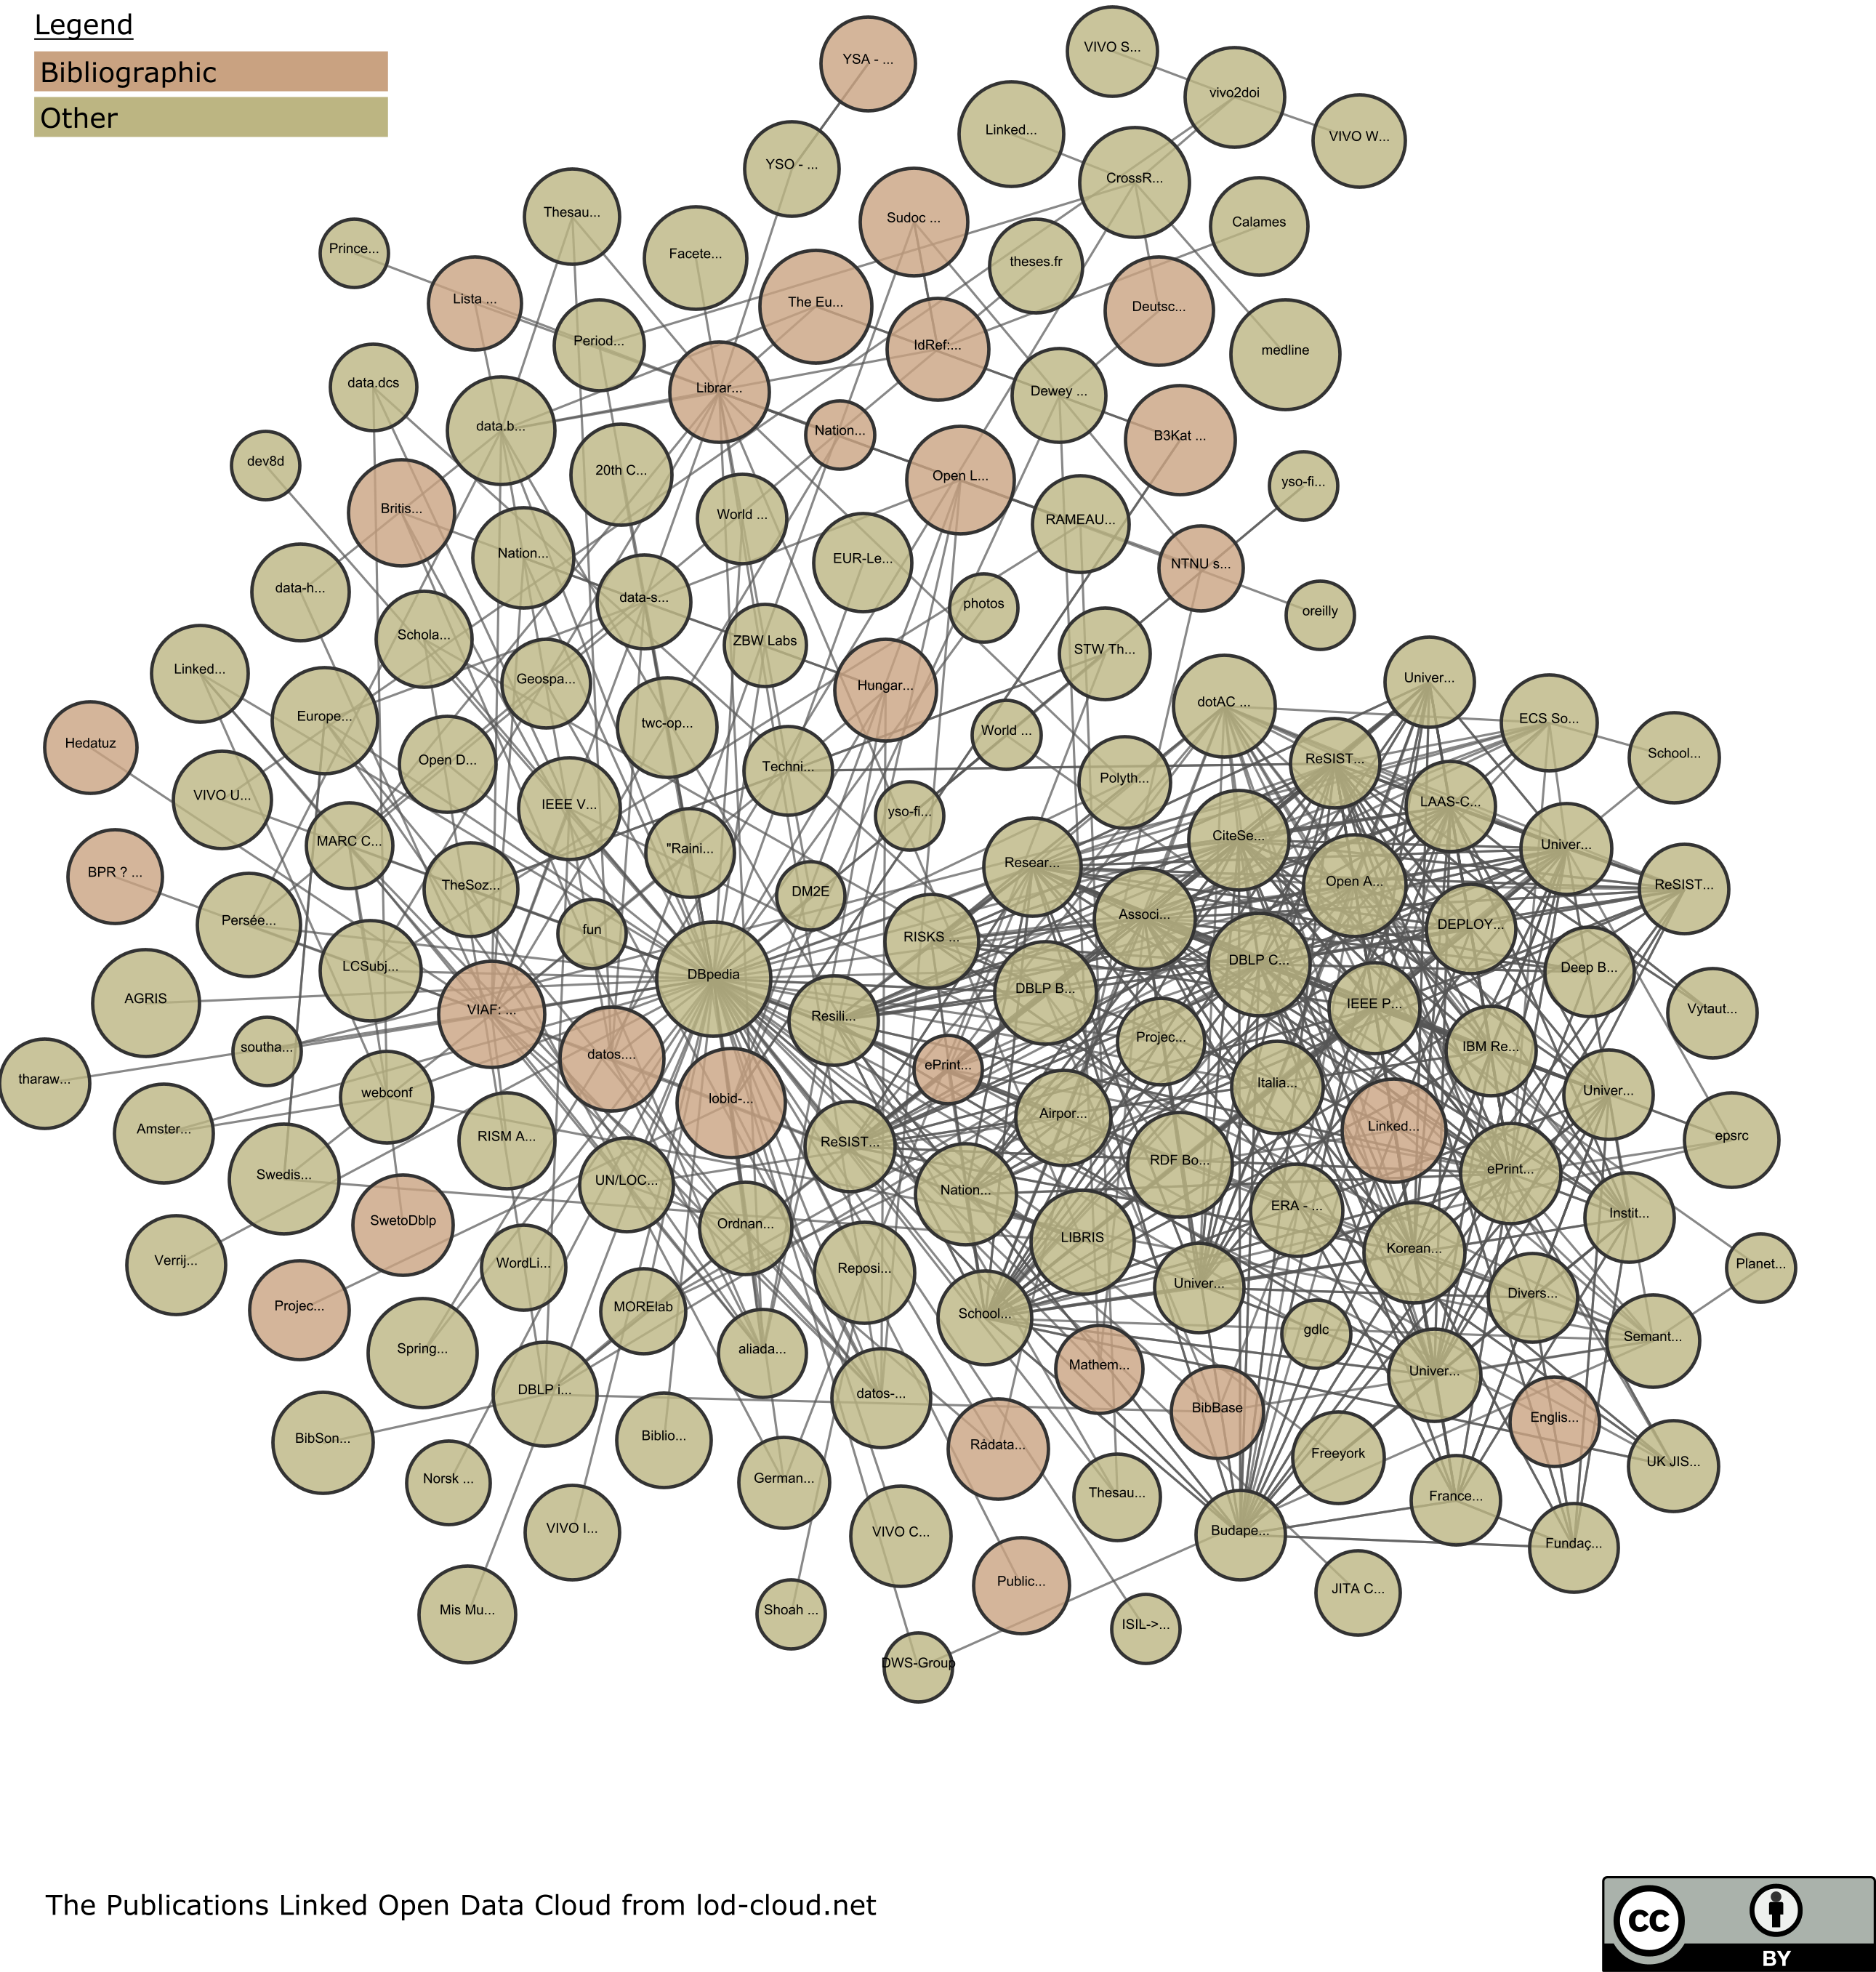 Legend
Bibliographic
Other
YSA - ...
VIVO S...
vivo2doi
VIVO W...
Linked...
YSO - ...
CrossR...
Thesau...
Sudoc ...
Calames
Prince...
Facete...
theses.fr
Lista ...
The Eu...
Deutsc...
Period...
IdRef:...
medline
data.dcs
Librar...
Dewey ...
data.b...
Nation...
B3Kat ...
dev8d
20th C...
Open L...
yso-fi...
Britis...
World ...
RAMEAU...
Nation...
EUR-Le...
NTNU s...
data-h...
data-s...
photos
oreilly
Schola...
ZBW Labs
STW Th...
Linked...
Geospa...
Hungar...
Univer...
Europe...
twc-op...
dotAC ...
ECS So...
Hedatuz
Open D...
World ...
ReSIST...
School...
VIVO U...
IEEE V...
Techni...
Polyth...
LAAS-C...
MARC C...
"Raini...
yso-fi...
CiteSe...
Univer...
BPR ? ...
TheSoz...
DM2E
Resear...
Open A...
ReSIST...
Persée...
fun
RISKS ...
Associ...
DEPLOY...
LCSubj...
DBpedia
DBLP B...
DBLP C...
Deep B...
AGRIS
VIAF: ...
Resili...
IEEE P...
Vytaut...
southa...
datos....
Projec...
IBM Re...
tharaw...
webconf
lobid-...
ePrint...
Italia...
Univer...
Amster...
RISM A...
ReSIST...
Airpor...
Linked...
epsrc
Swedis...
UN/LOC...
Nation...
RDF Bo...
ePrint...
SwetoDblp
Ordnan...
LIBRIS
ERA - ...
Instit...
Verrij...
WordLi...
Reposi...
Korean...
Planet...
Projec...
MORElab
School...
Univer...
Divers...
Spring...
aliada...
gdlc
Semant...
DBLP i...
datos-...
Mathem...
Univer...
BibSon...
Biblio...
Rådata...
BibBase
Englis...
Norsk ...
German...
Thesau...
Freeyork
UK JIS...
VIVO I...
VIVO C...
Budape...
France...
Fundaç...
Mis Mu...
Shoah ...
Public...
JITA C...
ISIL->...
DWS-Group
The Publications Linked Open Data Cloud from lod-cloud.net
cc
BY